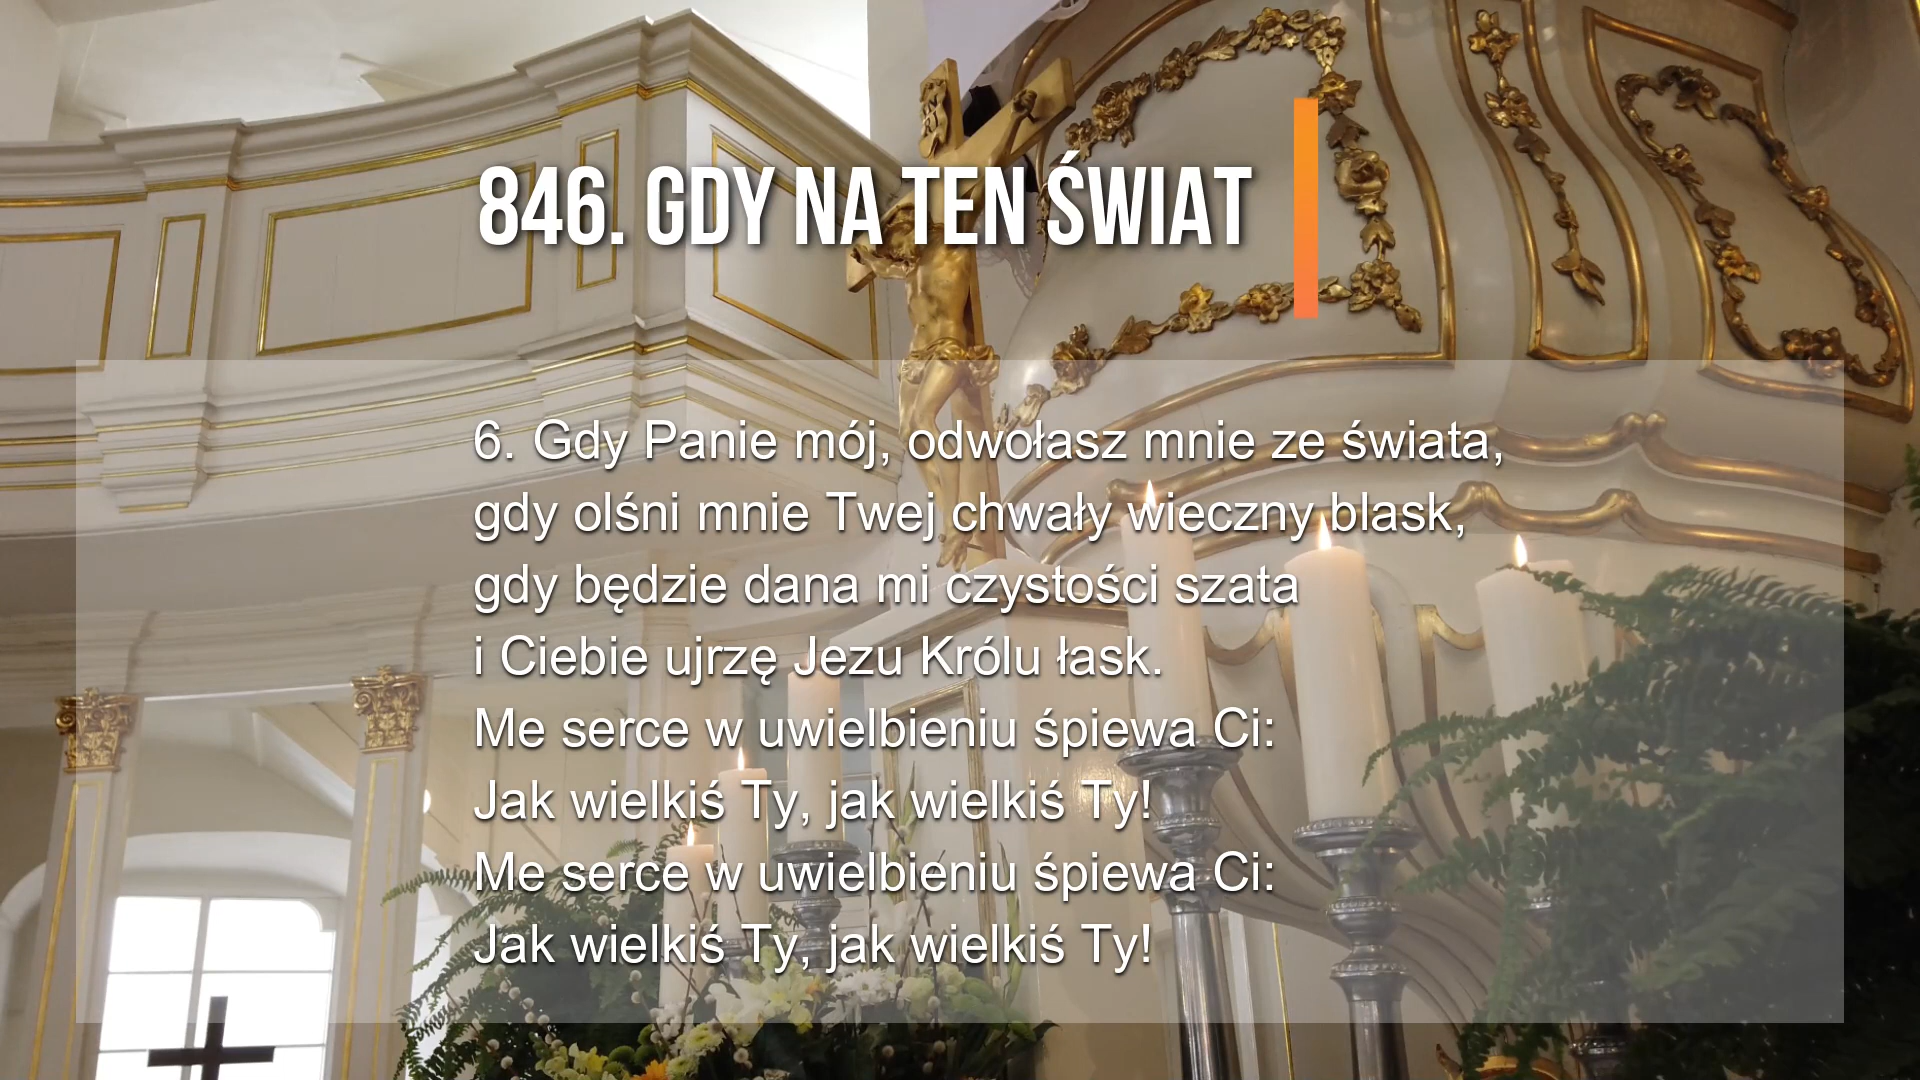 846. GDY NA TEN ŚWIAT
6. Gdy Panie mój, odwołasz mnie ze świata,
gdy olśni mnie Twej chwały wieczny blask,
gdy będzie dana mi czystości szata
i Ciebie ujrzę Jezu Królu łask.
Me serce w uwielbieniu śpiewa Ci:
Jak wielkiś Ty, jak wielkiś Ty!
Me serce w uwielbieniu śpiewa Ci:
Jak wielkiś Ty, jak wielkiś Ty!